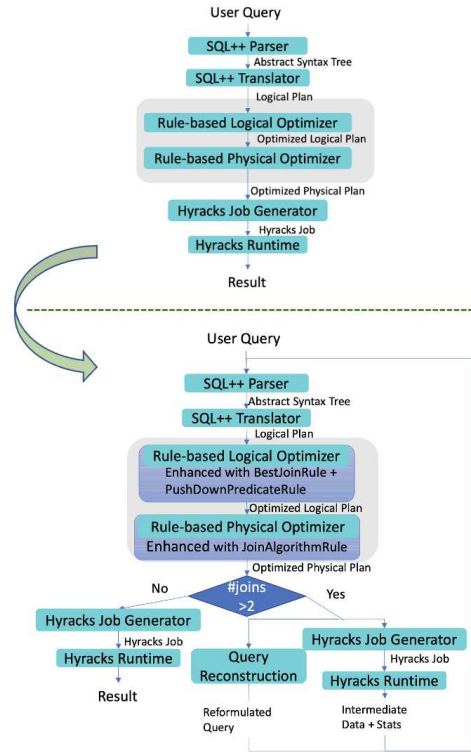 User Query
SQL++ Parser
Abstract Syntax Tree
SQL++ Translator
Logical Plan
Rule-based Logical Optimizer
Optimized Logical Plan
Rule-based Physical Optimizer
Optimized Physical Plan
Hyracks Job Generator
Hyracks Job
Hyracks Runtime
Result
User Query
SQL++ Parser
Abstract Syntax Tree
SQL++ Translator
Logical Plan
Rule-based Logical Optimizer
Enhanced with BestJoinRule +
PushDownPredicateRule
Optimized Logical Plan
Rule-based Physical Optimizer
Enhanced with JoinAlgorithmRule
Optimized Physical Plan
No
#joins
>2
Yes
Hyracks Job Generator
Hyracks Job
Hyracks Runtime
Result
Query
Reconstruction
Reformulated
Query
Hyracks Job Generator
Hyracks Job
Hyracks Runtime
Intermediate
Data + Stats